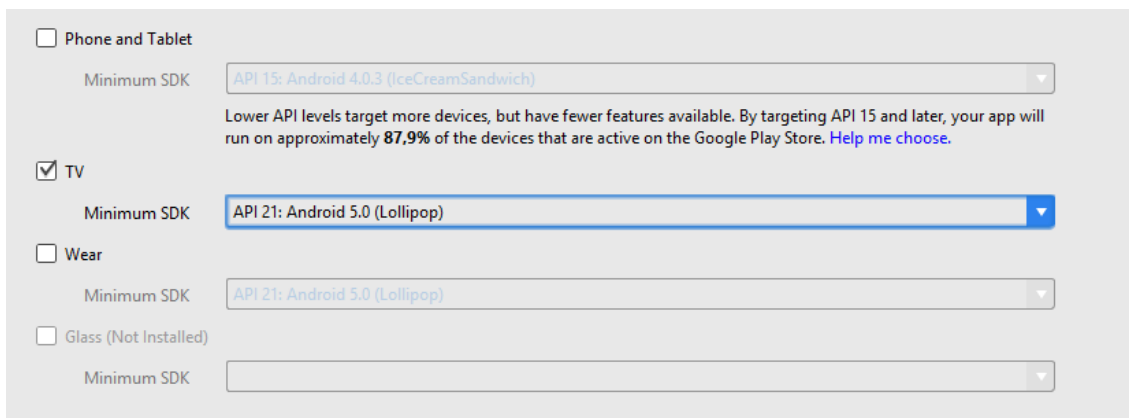 Phone and Tablet
Minimum SDK API 15: Android 4.0.3 (IceCreamSandwich)
Lower API levels target more devices, but have fewer features available. By targeting API 15 and later, your app will
run on approximately 87,9% of the devices that are active on the Google Play Store. Help me choose.
TV
Minimum SDK API 21: Android 5.0 (Lollipop)
Wear
Minimum SDK API 21: Android 5.0 (Lollipop)
Glass (Not Installed)
Minimum SDK